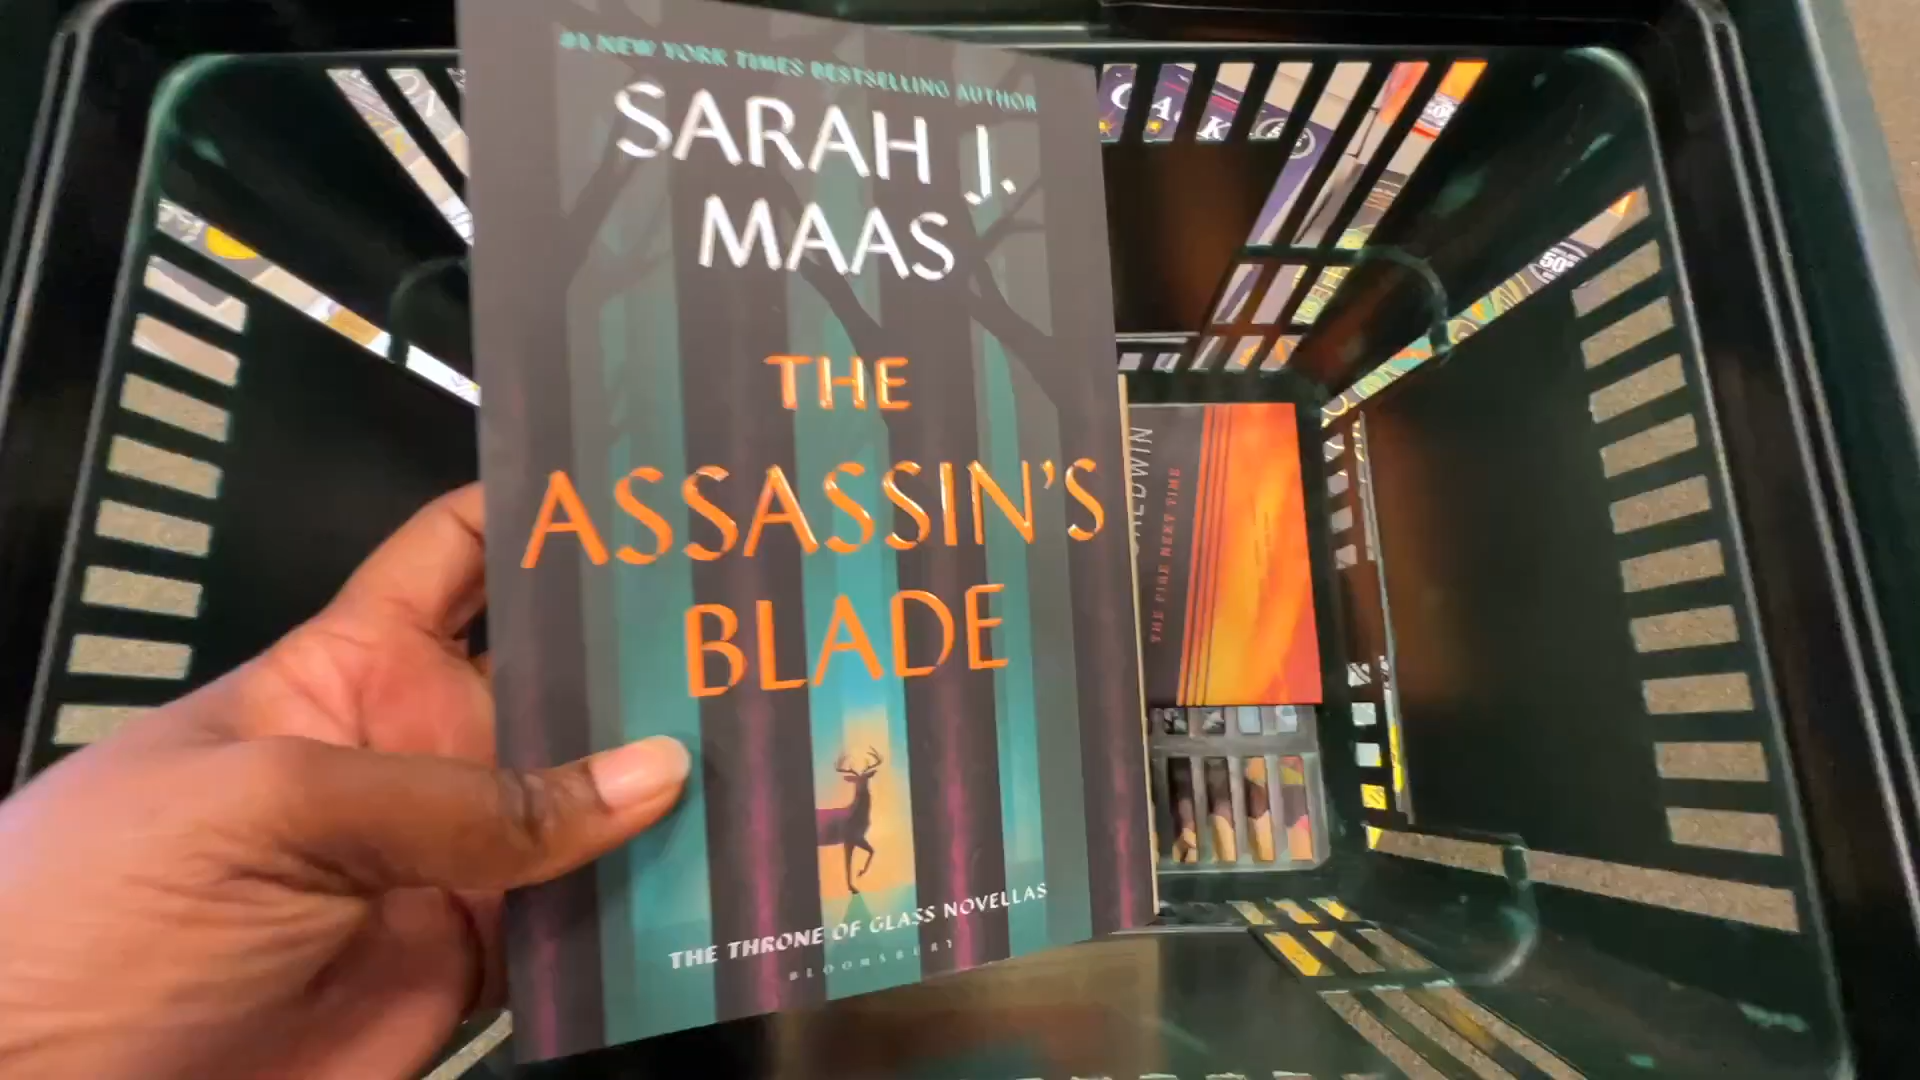 #1 NEW YORK TIMES BESTSELLING AUTHOR
SARAH J.
MAAS
THE
ASSASSIN'S
BLADE
THE THRONE OF GLASS NOVELLAS
BLOOMSBURY
THE FIRE NEXT TIME
50%